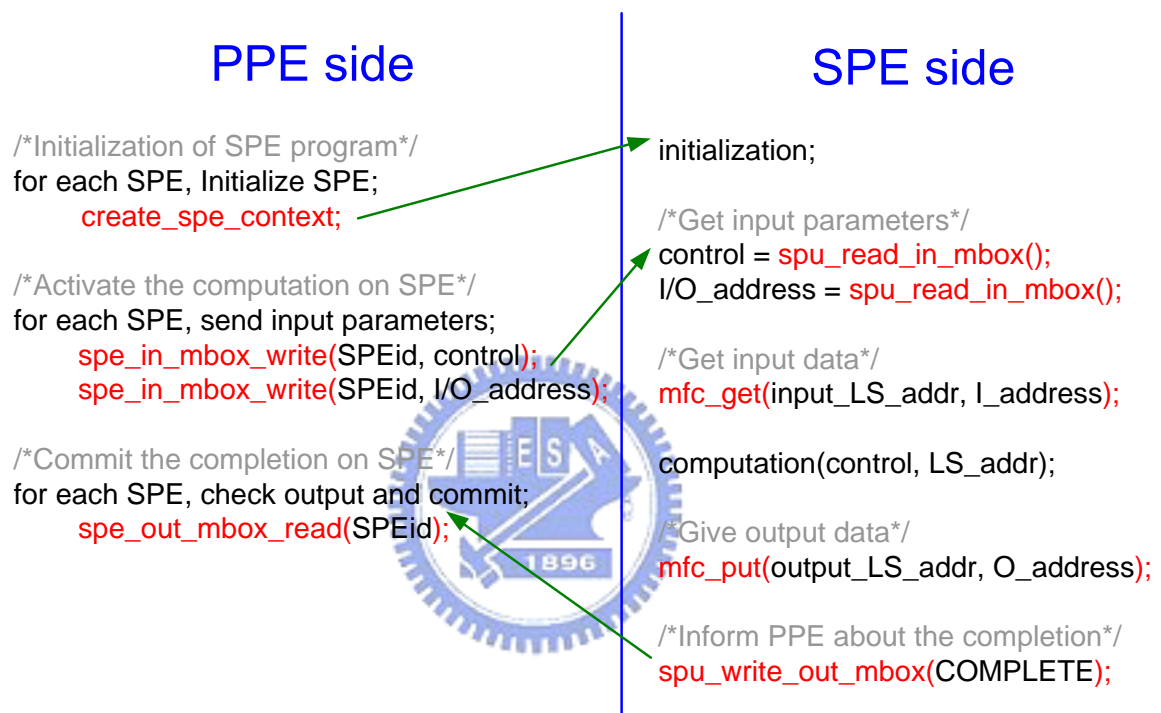 PPE side
/*Initialization of SPE program*/
for each SPE, Initialize SPE;
create_spe_context;
/*Activate the computation on SPE*/
for each SPE, send input parameters;
spe_in_mbox_write(SPEid, control);
spe_in_mbox_write(SPEid, I/O_address);
/*Commit the completion on SPE*/
for each SPE, check output and commit;
spe_out_mbox_read(SPEid);
SPE side
initialization;
/*Get input parameters*/
control = spu_read_in_mbox();
I/O_address = spu_read_in_mbox();
/*Get input data*/
mfc_get(input_LS_addr, I_address);
computation(control, LS_addr);
/*Give output data*/
mfc_put(output_LS_addr, O_address);
/*Inform PPE about the completion*/
spu_write_out_mbox(COMPLETE);
E S A
1896